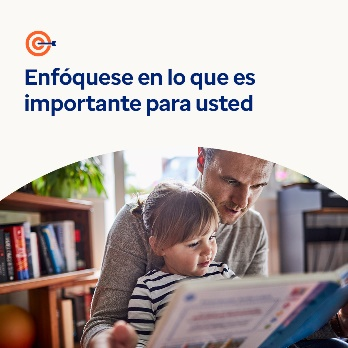 Enfóquese en lo que es
importante para usted